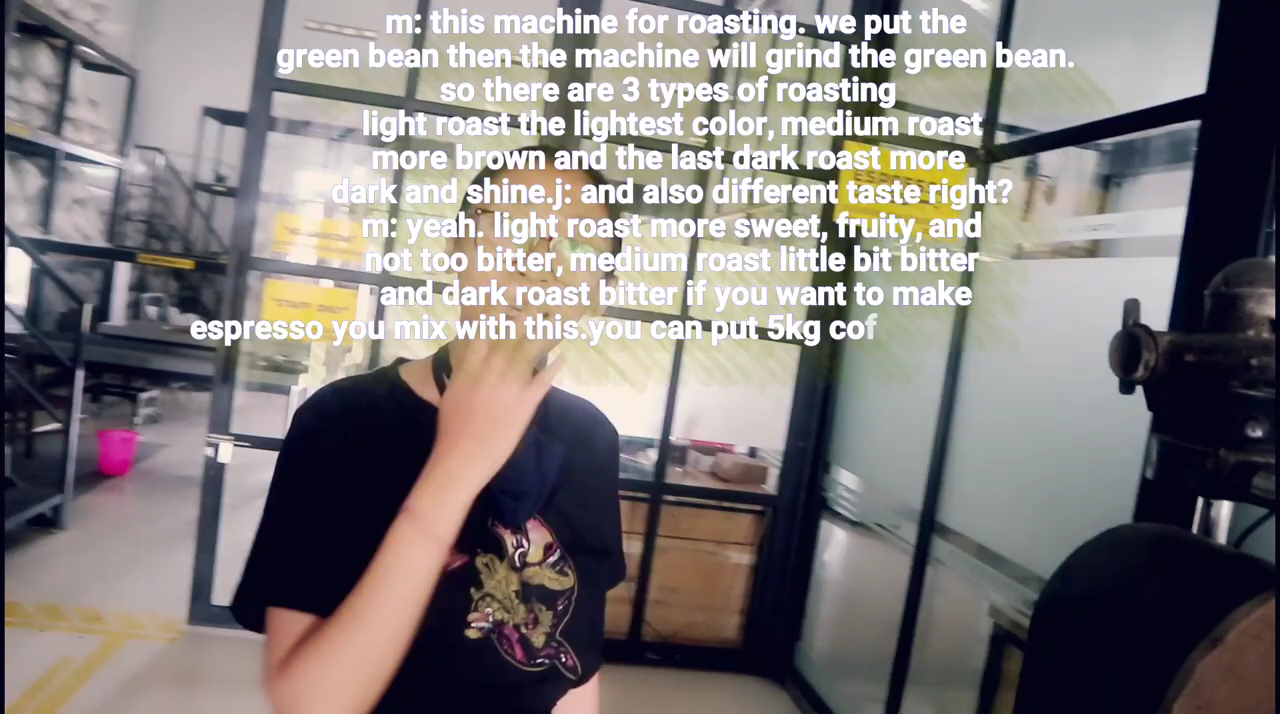 m: this machine for roasting. we put the
green bean then the machine will grind the green bean.
so there are 3 types of roasting
light roast the lightest color, medium roast
more brown and the last dark roast more
dark and shine.j: and also different taste right?
m: yeah. light roast more sweet, fruity, and
not too bitter, medium roast little bit bitter
and dark roast bitter if you want to make
espresso you mix with this.you can put 5kg cof
"STAFF ONLY"